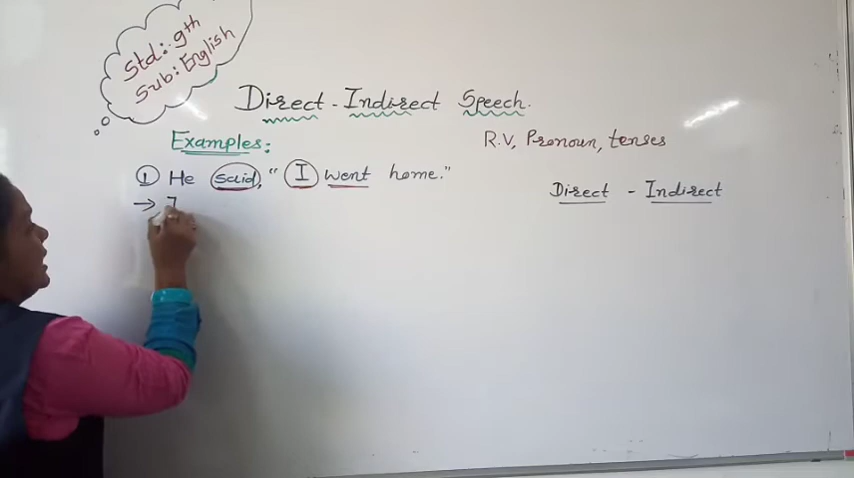 Std: 9th
Sub: English
Direct - Indirect Speech.
Examples:
R.V, Pronoun, tenses
① He said, "I went home."
Direct - Indirect
→